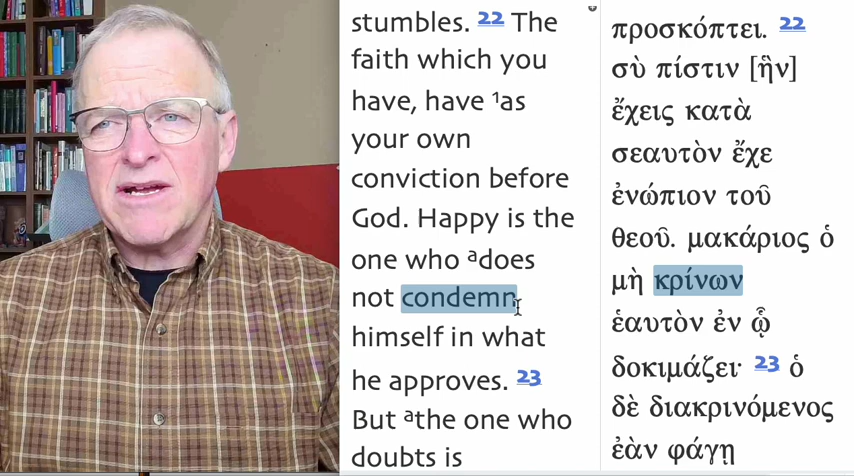 stumbles. 22 The
faith which you
have, have ¹as
your own
conviction before
God. Happy is the
one who ᵃdoes
not condemn
himself in what
he approves. 23
But ᵃthe one who
doubts is
προσκόπτει. 22
σὺ πίστιν [ἣν]
ἔχεις κατὰ
σεαυτὸν ἔχε
ἐνώπιον τοῦ
θεοῦ. μακάριος ὁ
μὴ κρίνων
ἑαυτὸν ἐν ᾧ
δοκιμάζει· 23 ὁ
δὲ διακρινόμενος
ἐὰν φάγῃ